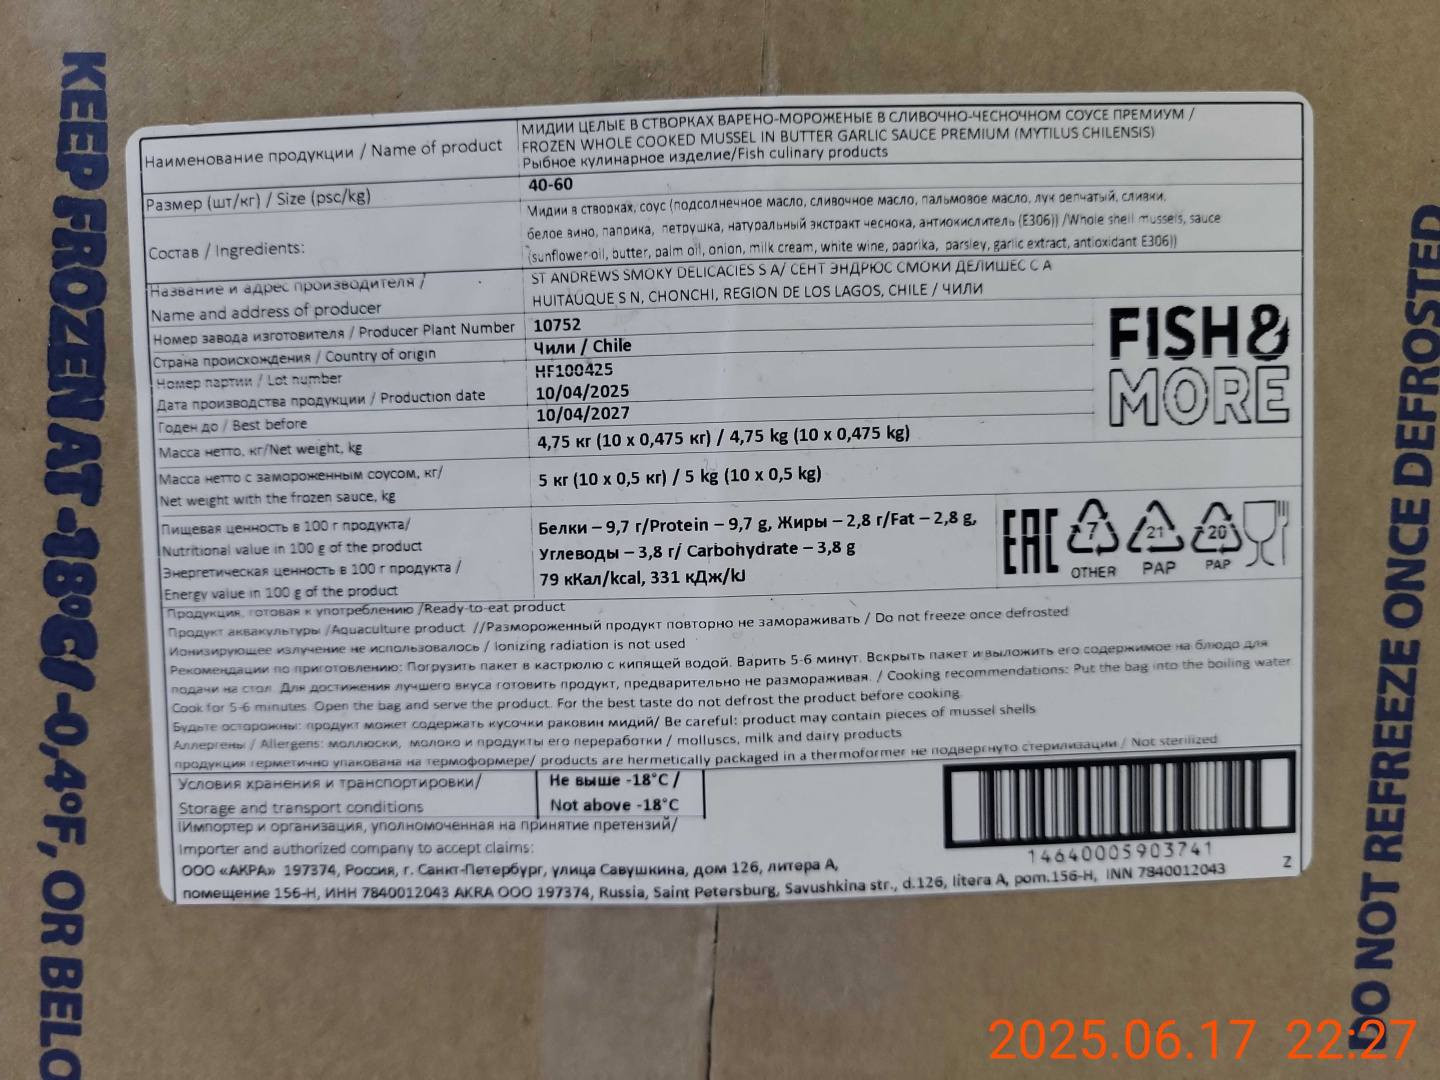 KEEP FROZEN AT -18°C/ -0,4°F, OR BELO
Наименование продукции / Name of product
МИДИИ ЦЕЛЫЕ В СТВОРКАХ ВАРЕНО-МОРОЖЕНЫЕ В СЛИВОЧНО-ЧЕСНОЧНОМ СОУСЕ ПРЕМИУМ /
FROZEN WHOLE COOKED MUSSEL IN BUTTER GARLIC SAUCE PREMIUM (MYTILUS CHILENSIS)
Рыбное кулинарное изделие/Fish culinary products
Размер (шт/кг) / Size (psc/kg)
40-60
Состав / Ingredients:
Мидии в створках, соус (подсолнечное масло, сливочное масло, пальмовое масло, лук репчатый, сливки,
белое вино, паприка, петрушка, натуральный экстракт чеснока, антиокислитель (E306)) /Whole shell mussels, sauce
(sunflower oil, butter, palm oil, onion, milk cream, white wine, paprika, parsley, garlic extract, antioxidant E306))
Название и адрес производителя /
Name and address of producer
ST ANDREWS SMOKY DELICACIES S A/ СЕНТ ЭНДРЮС СМОКИ ДЕЛИШЕС С А
HUITAUQUE S N, CHONCHI, REGION DE LOS LAGOS, CHILE / ЧИЛИ
Номер завода изготовителя / Producer Plant Number
10752
Страна происхождения / Country of origin
Чили / Chile
Номер партии / Lot number
HF100425
Дата производства продукции / Production date
10/04/2025
Годен до / Best before
10/04/2027
FISH&
MORE
Масса нетто, кг/Net weight, kg
4,75 кг (10 x 0,475 кг) / 4,75 kg (10 x 0,475 kg)
Масса нетто с замороженным соусом, кг/
Net weight with the frozen sauce, kg
5 кг (10 x 0,5 кг) / 5 kg (10 x 0,5 kg)
Пищевая ценность в 100 г продукта/
Nutritional value in 100 g of the product
Энергетическая ценность в 100 г продукта /
Energy value in 100 g of the product
Белки – 9,7 г/Protein – 9,7 g, Жиры – 2,8 г/Fat – 2,8 g,
Углеводы – 3,8 г/ Carbohydrate – 3,8 g
79 кКал/kcal, 331 кДж/kJ
EAC
7
OTHER
21
PAP
20
PAP
Продукция, готовая к употреблению /Ready-to-eat product
Продукт аквакультуры /Aquaculture product //Размороженный продукт повторно не замораживать / Do not freeze once defrosted
Ионизирующее излучение не использовалось / Ionizing radiation is not used
Рекомендации по приготовлению: Погрузить пакет в кастрюлю с кипящей водой. Варить 5-6 минут. Вскрыть пакет и выложить его содержимое на блюдо для
подачи на стол. Для достижения лучшего вкуса готовить продукт, предварительно не размораживая. / Cooking recommendations: Put the bag into the boiling water
Cook for 5-6 minutes. Open the bag and serve the product. For the best taste do not defrost the product before cooking
Будьте осторожны: продукт может содержать кусочки раковин мидий/ Be careful: product may contain pieces of mussel shells
Аллергены / Allergens: моллюски, молоко и продукты его переработки / molluscs, milk and dairy products
продукция герметично упакована на термоформере/ products are hermetically packaged in a thermoformer не подвергнуто стерилизации / Not sterilized
Условия хранения и транспортировки/
Storage and transport conditions
Не выше -18°C /
Not above -18°C
Импортер и организация, уполномоченная на принятие претензий/
Importer and authorized company to accept claims:
ООО «АКРА» 197374, Россия, г. Санкт-Петербург, улица Савушкина, дом 126, литера А,
помещение 156-Н, ИНН 7840012043 AKRA OOO 197374, Russia, Saint Petersburg, Savushkina str., d.126, litera A, pom.156-H, INN 7840012043
14640005903741
Z
DO NOT REFREEZE ONCE DEFROSTED
2025.06.17 22:27